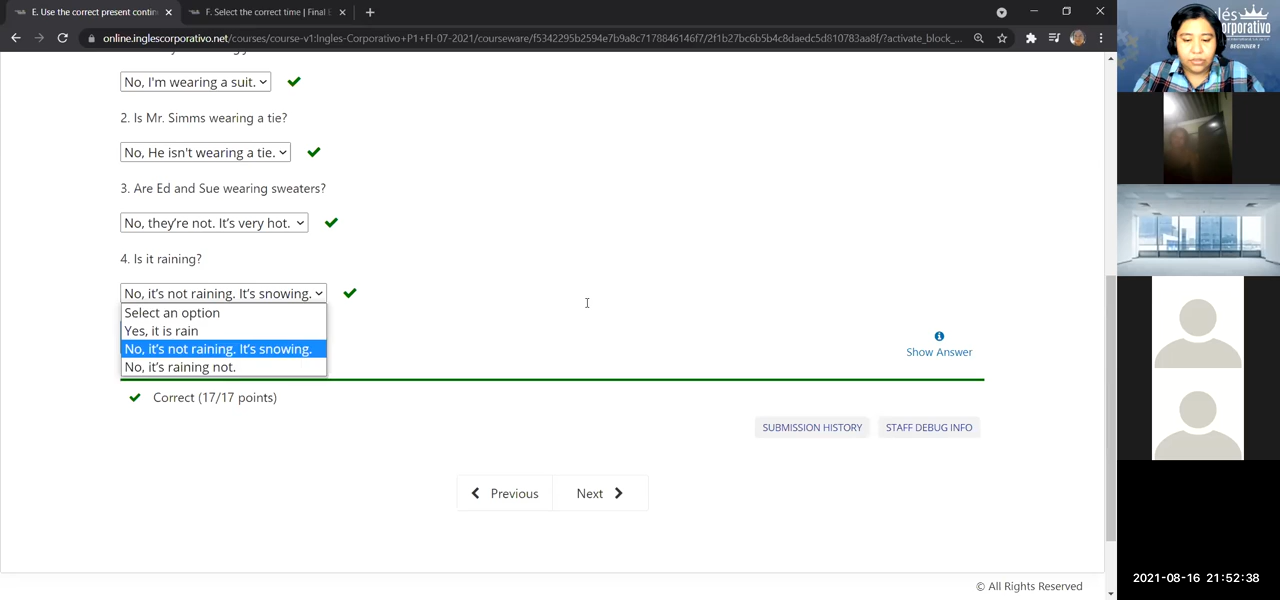 E. Use the correct present contin
F. Select the correct time | Final E
online.inglescorporativo.net/courses/course-v1:Ingles-Corporativo+P1+FI-07-2021/courseware/f5342295b2594e7b9a8c7178846146f7/2f1b27bc6b5b4c8daedc5d810783aa8f/?activate_block_...
No, I'm wearing a suit.
2. Is Mr. Simms wearing a tie?
No, He isn't wearing a tie.
3. Are Ed and Sue wearing sweaters?
No, they're not. It's very hot.
4. Is it raining?
No, it's not raining. It's snowing.
Select an option
Yes, it is rain
No, it's not raining. It's snowing.
No, it's raining not.
Show Answer
Correct (17/17 points)
SUBMISSION HISTORY
STAFF DEBUG INFO
Previous
Next
© All Rights Reserved
BEGINNER 1
2021-08-16 21:52:38